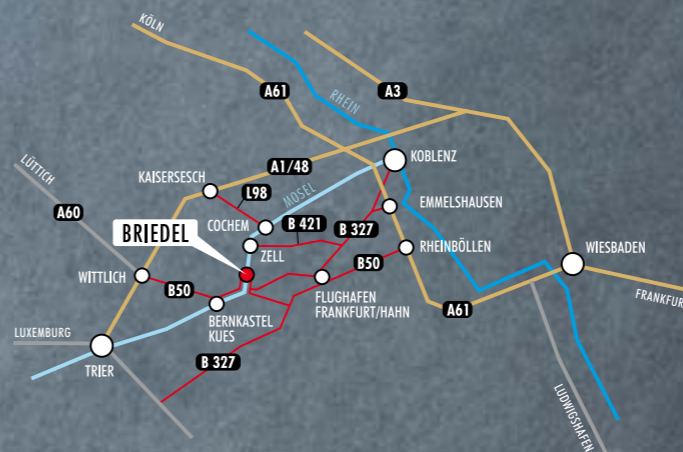 KÖLN
A61
A3
RHEIN
KOBLENZ
LÜTTICH
KAISERSESCH
A1/48
L98
MOSEL
EMMELSHAUSEN
A60
COCHEM
B 421
B 327
BRIEDEL
ZELL
RHEINBÖLLEN
WIESBADEN
WITTLICH
B50
B50
FLUGHAFEN
FRANKFURT/HAHN
FRANKFUR
BERNKASTEL
KUES
A61
LUXEMBURG
TRIER
B 327
LUDWIGSHAFEN